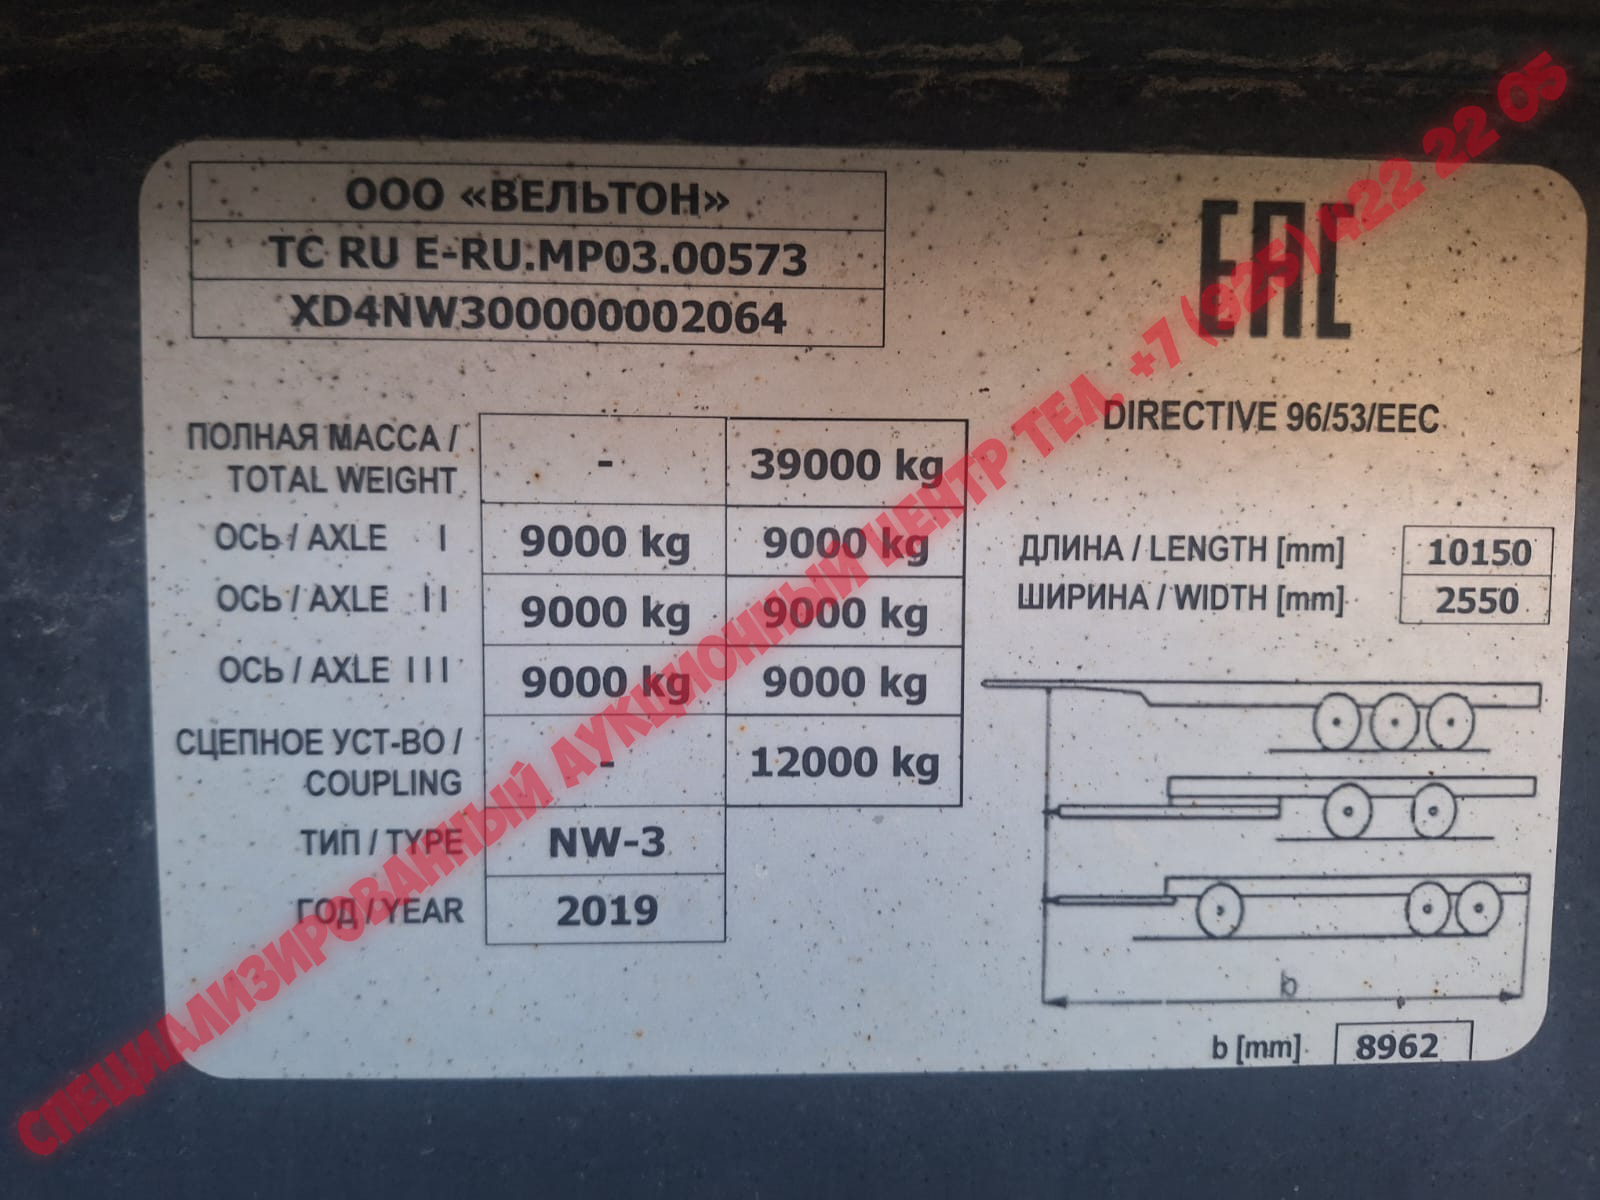 ООО «ВЕЛЬТОН»
ТС RU E-RU.MP03.00573
XD4NW300000002064
ЕАС
DIRECTIVE 96/53/EEC
ПОЛНАЯ МАССА /
TOTAL WEIGHT
-
39000 kg
ОСЬ / AXLE I
9000 kg
9000 kg
ОСЬ / AXLE II
9000 kg
9000 kg
ОСЬ / AXLE III
9000 kg
9000 kg
СЦЕПНОЕ УСТ-ВО /
COUPLING
-
12000 kg
ТИП / TYPE
NW-3
ГОД / YEAR
2019
ДЛИНА / LENGTH [mm]
10150
ШИРИНА / WIDTH [mm]
2550
b
b [mm]
8962
СПЕЦИАЛИЗИРОВАННЫЙ АУКЦИОННЫЙ ЦЕНТР ТЕЛ. +7 (925) 422 22 05